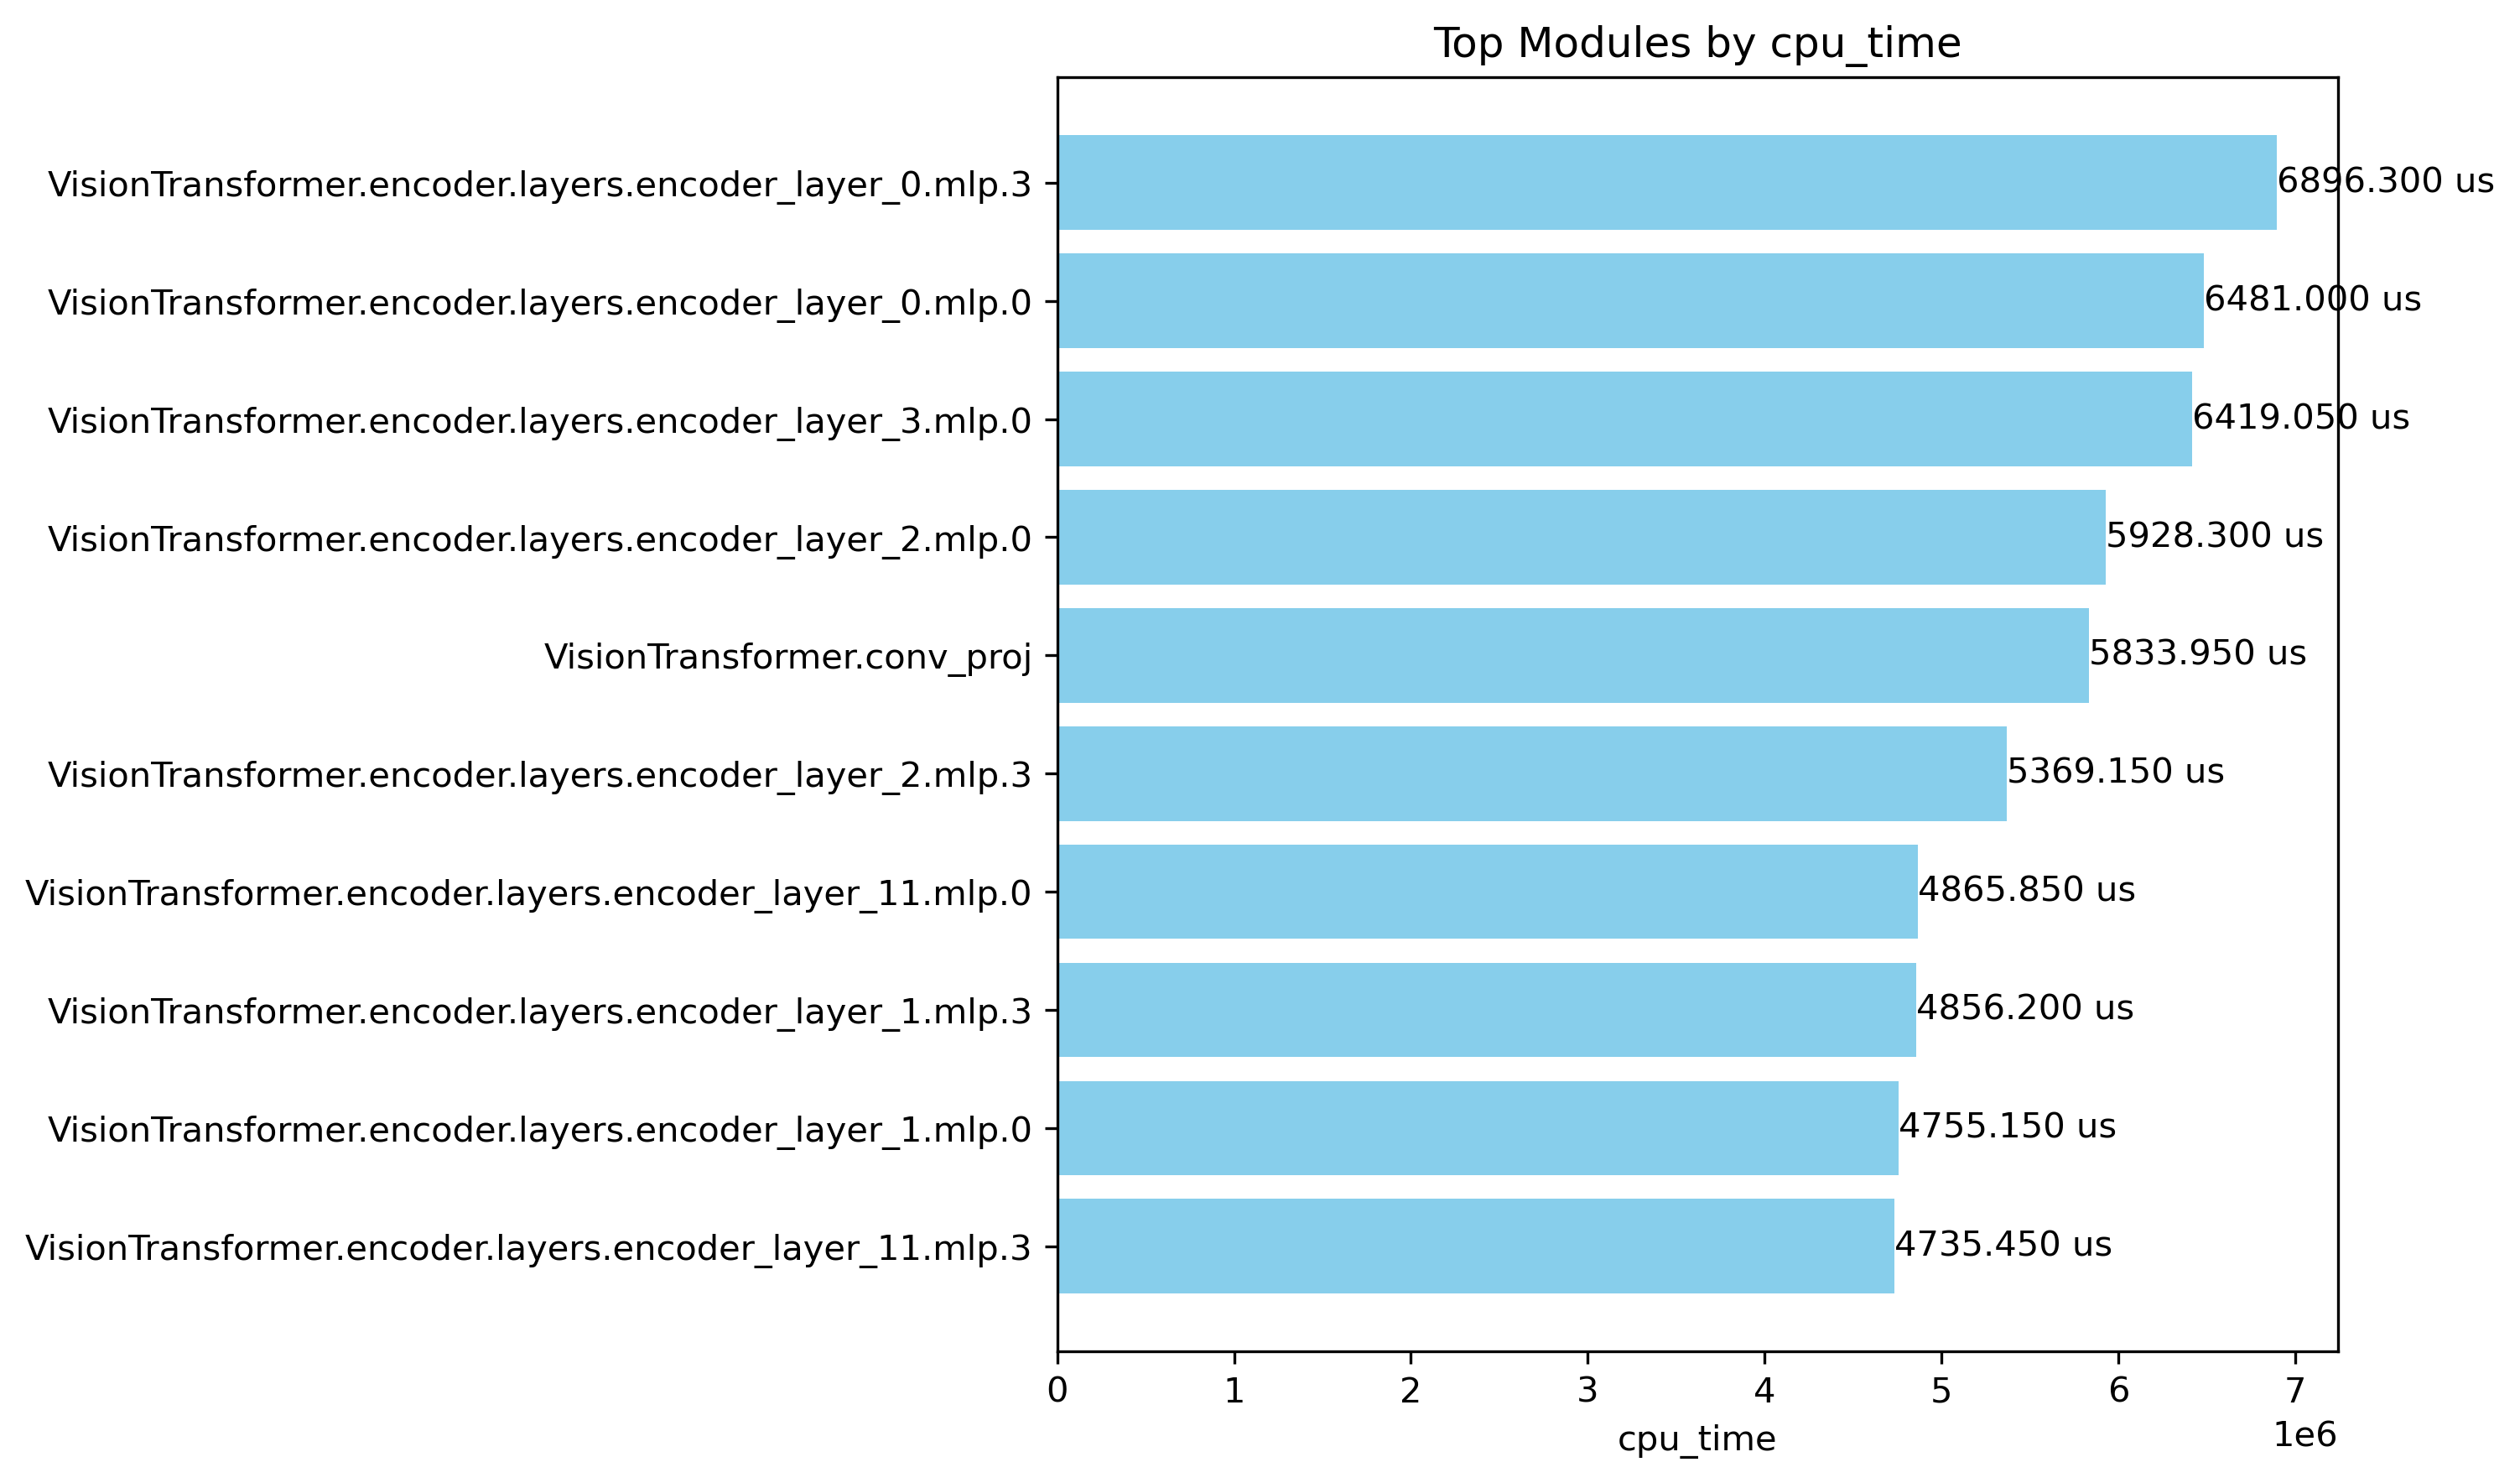 Top Modules by cpu_time
VisionTransformer.encoder.layers.encoder_layer_0.mlp.3 6896.300 us
VisionTransformer.encoder.layers.encoder_layer_0.mlp.0 6481.000 us
VisionTransformer.encoder.layers.encoder_layer_3.mlp.0 6419.050 us
VisionTransformer.encoder.layers.encoder_layer_2.mlp.0 5928.300 us
VisionTransformer.conv_proj 5833.950 us
VisionTransformer.encoder.layers.encoder_layer_2.mlp.3 5369.150 us
VisionTransformer.encoder.layers.encoder_layer_11.mlp.0 4865.850 us
VisionTransformer.encoder.layers.encoder_layer_1.mlp.3 4856.200 us
VisionTransformer.encoder.layers.encoder_layer_1.mlp.0 4755.150 us
VisionTransformer.encoder.layers.encoder_layer_11.mlp.3 4735.450 us
0 1 2 3 4 5 6 7
1e6
cpu_time